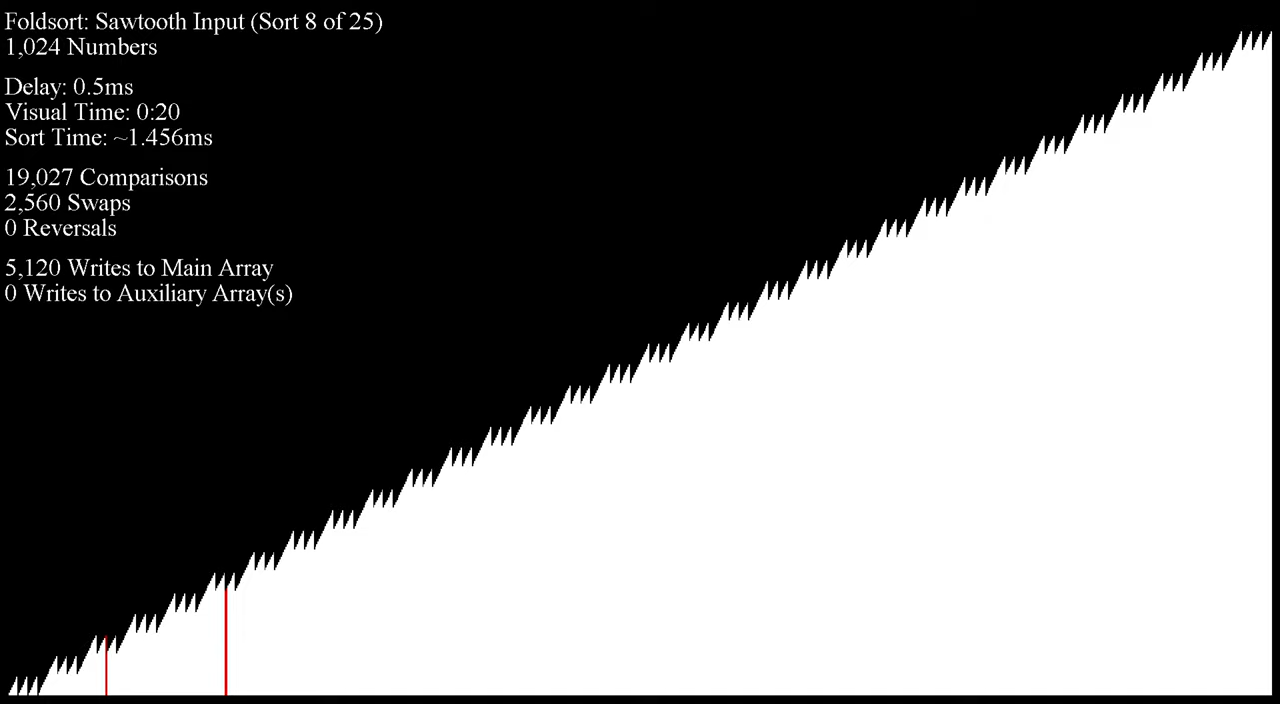 Foldsort: Sawtooth Input (Sort 8 of 25)
1,024 Numbers
Delay: 0.5ms
Visual Time: 0:20
Sort Time: ~1.456ms
19,027 Comparisons
2,560 Swaps
0 Reversals
5,120 Writes to Main Array
0 Writes to Auxiliary Array(s)